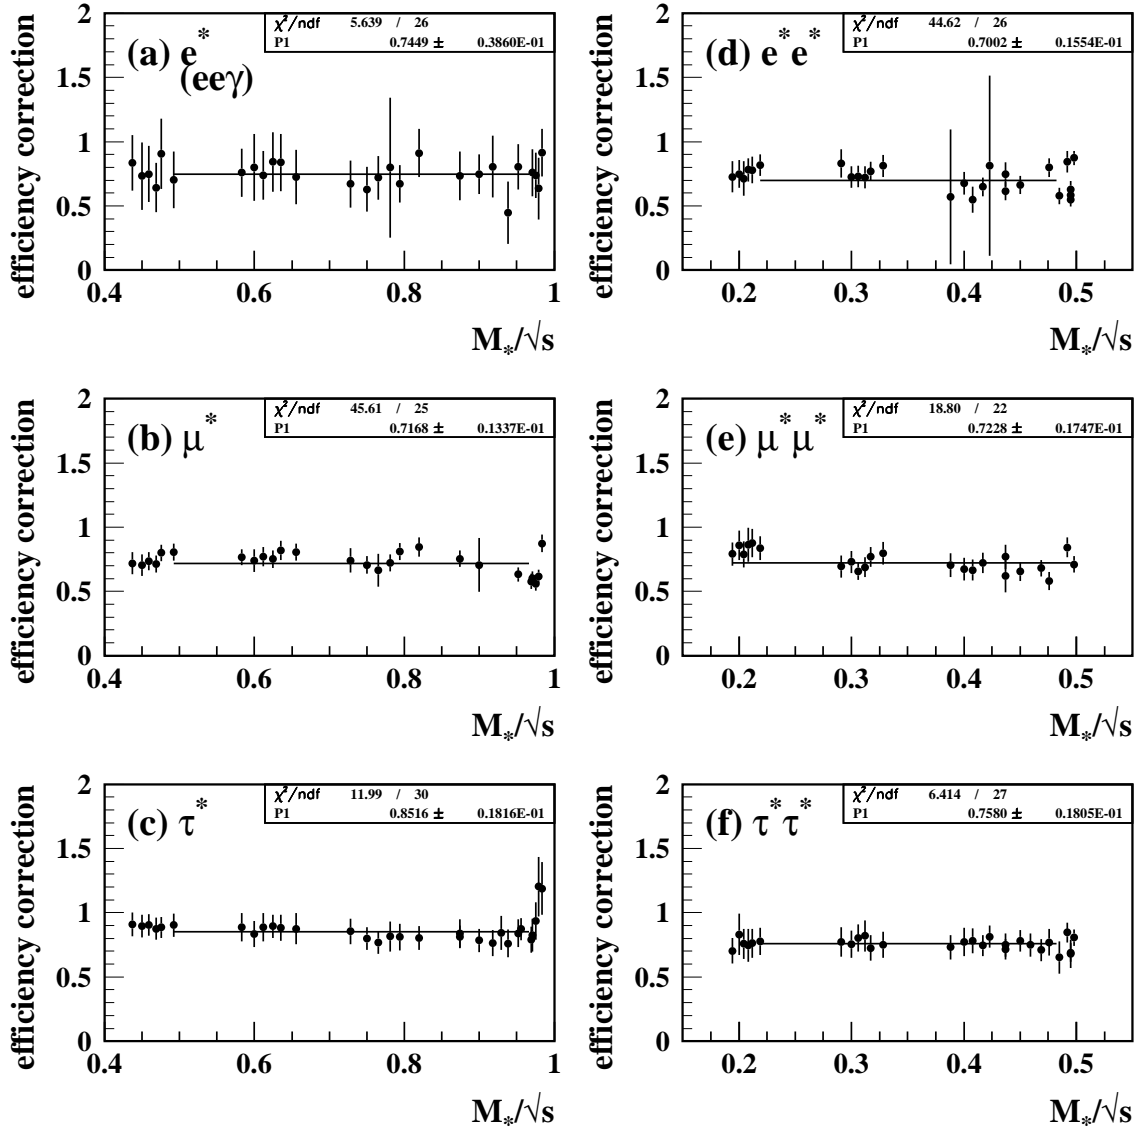 efficiency correction
2
1.5
1
0.5
0
(a) e*
(eeγ)
χ²/ndf 5.639 / 26
P1 0.7449 ± 0.3860E-01
0.4 0.6 0.8 1
M*/√s
efficiency correction
2
1.5
1
0.5
0
(d) e*e*
χ²/ndf 44.62 / 26
P1 0.7002 ± 0.1554E-01
0.2 0.3 0.4 0.5
M*/√s
efficiency correction
2
1.5
1
0.5
0
(b) μ*
χ²/ndf 45.61 / 25
P1 0.7168 ± 0.1337E-01
0.4 0.6 0.8 1
M*/√s
efficiency correction
2
1.5
1
0.5
0
(e) μ*μ*
χ²/ndf 18.80 / 22
P1 0.7228 ± 0.1747E-01
0.2 0.3 0.4 0.5
M*/√s
efficiency correction
2
1.5
1
0.5
0
(c) τ*
χ²/ndf 11.99 / 30
P1 0.8516 ± 0.1816E-01
0.4 0.6 0.8 1
M*/√s
efficiency correction
2
1.5
1
0.5
0
(f) τ*τ*
χ²/ndf 6.414 / 27
P1 0.7580 ± 0.1805E-01
0.2 0.3 0.4 0.5
M*/√s